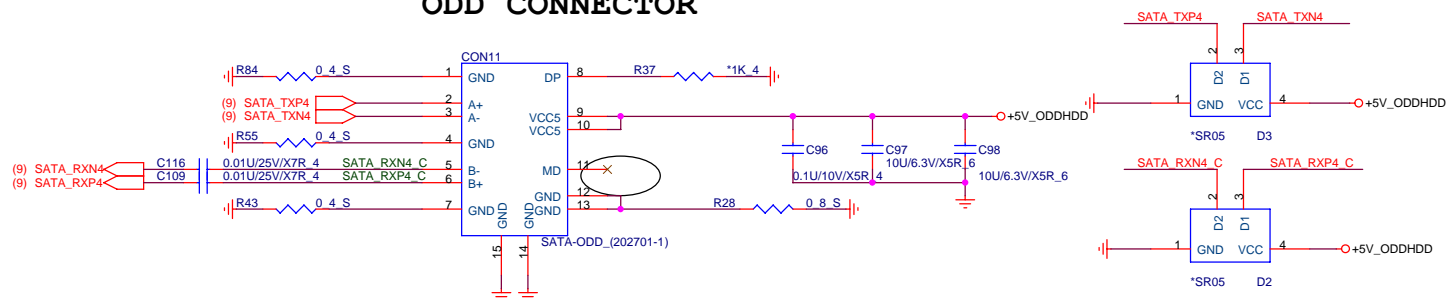 ODD CONNECTOR
CON11
R84 0_4_S 1 GND DP 8 R37 *1K_4
(9) SATA_TXP4 2 A+
(9) SATA_TXN4 3 A-
VCC5 9 +5V_ODDHDD
VCC5 10
R55 0_4_S 4 GND
(9) SATA_RXN4 C116 0.01U/25V/X7R_4 SATA_RXN4_C 5 B-
(9) SATA_RXP4 C109 0.01U/25V/X7R_4 SATA_RXP4_C 6 B+
MD 11
GND 12
R43 0_4_S 7 GND
GND 13 R28 0_8_S
GND 15
GND 14
SATA-ODD_(202701-1)
C96 0.1U/10V/X5R_4
C97 10U/6.3V/X5R_6
C98 10U/6.3V/X5R_6
SATA_TXP4 SATA_TXN4
2 3
D2 D1
1 GND VCC 4 +5V_ODDHDD
*SR05 D3
SATA_RXN4_C SATA_RXP4_C
2 3
D2 D1
1 GND VCC 4 +5V_ODDHDD
*SR05 D2